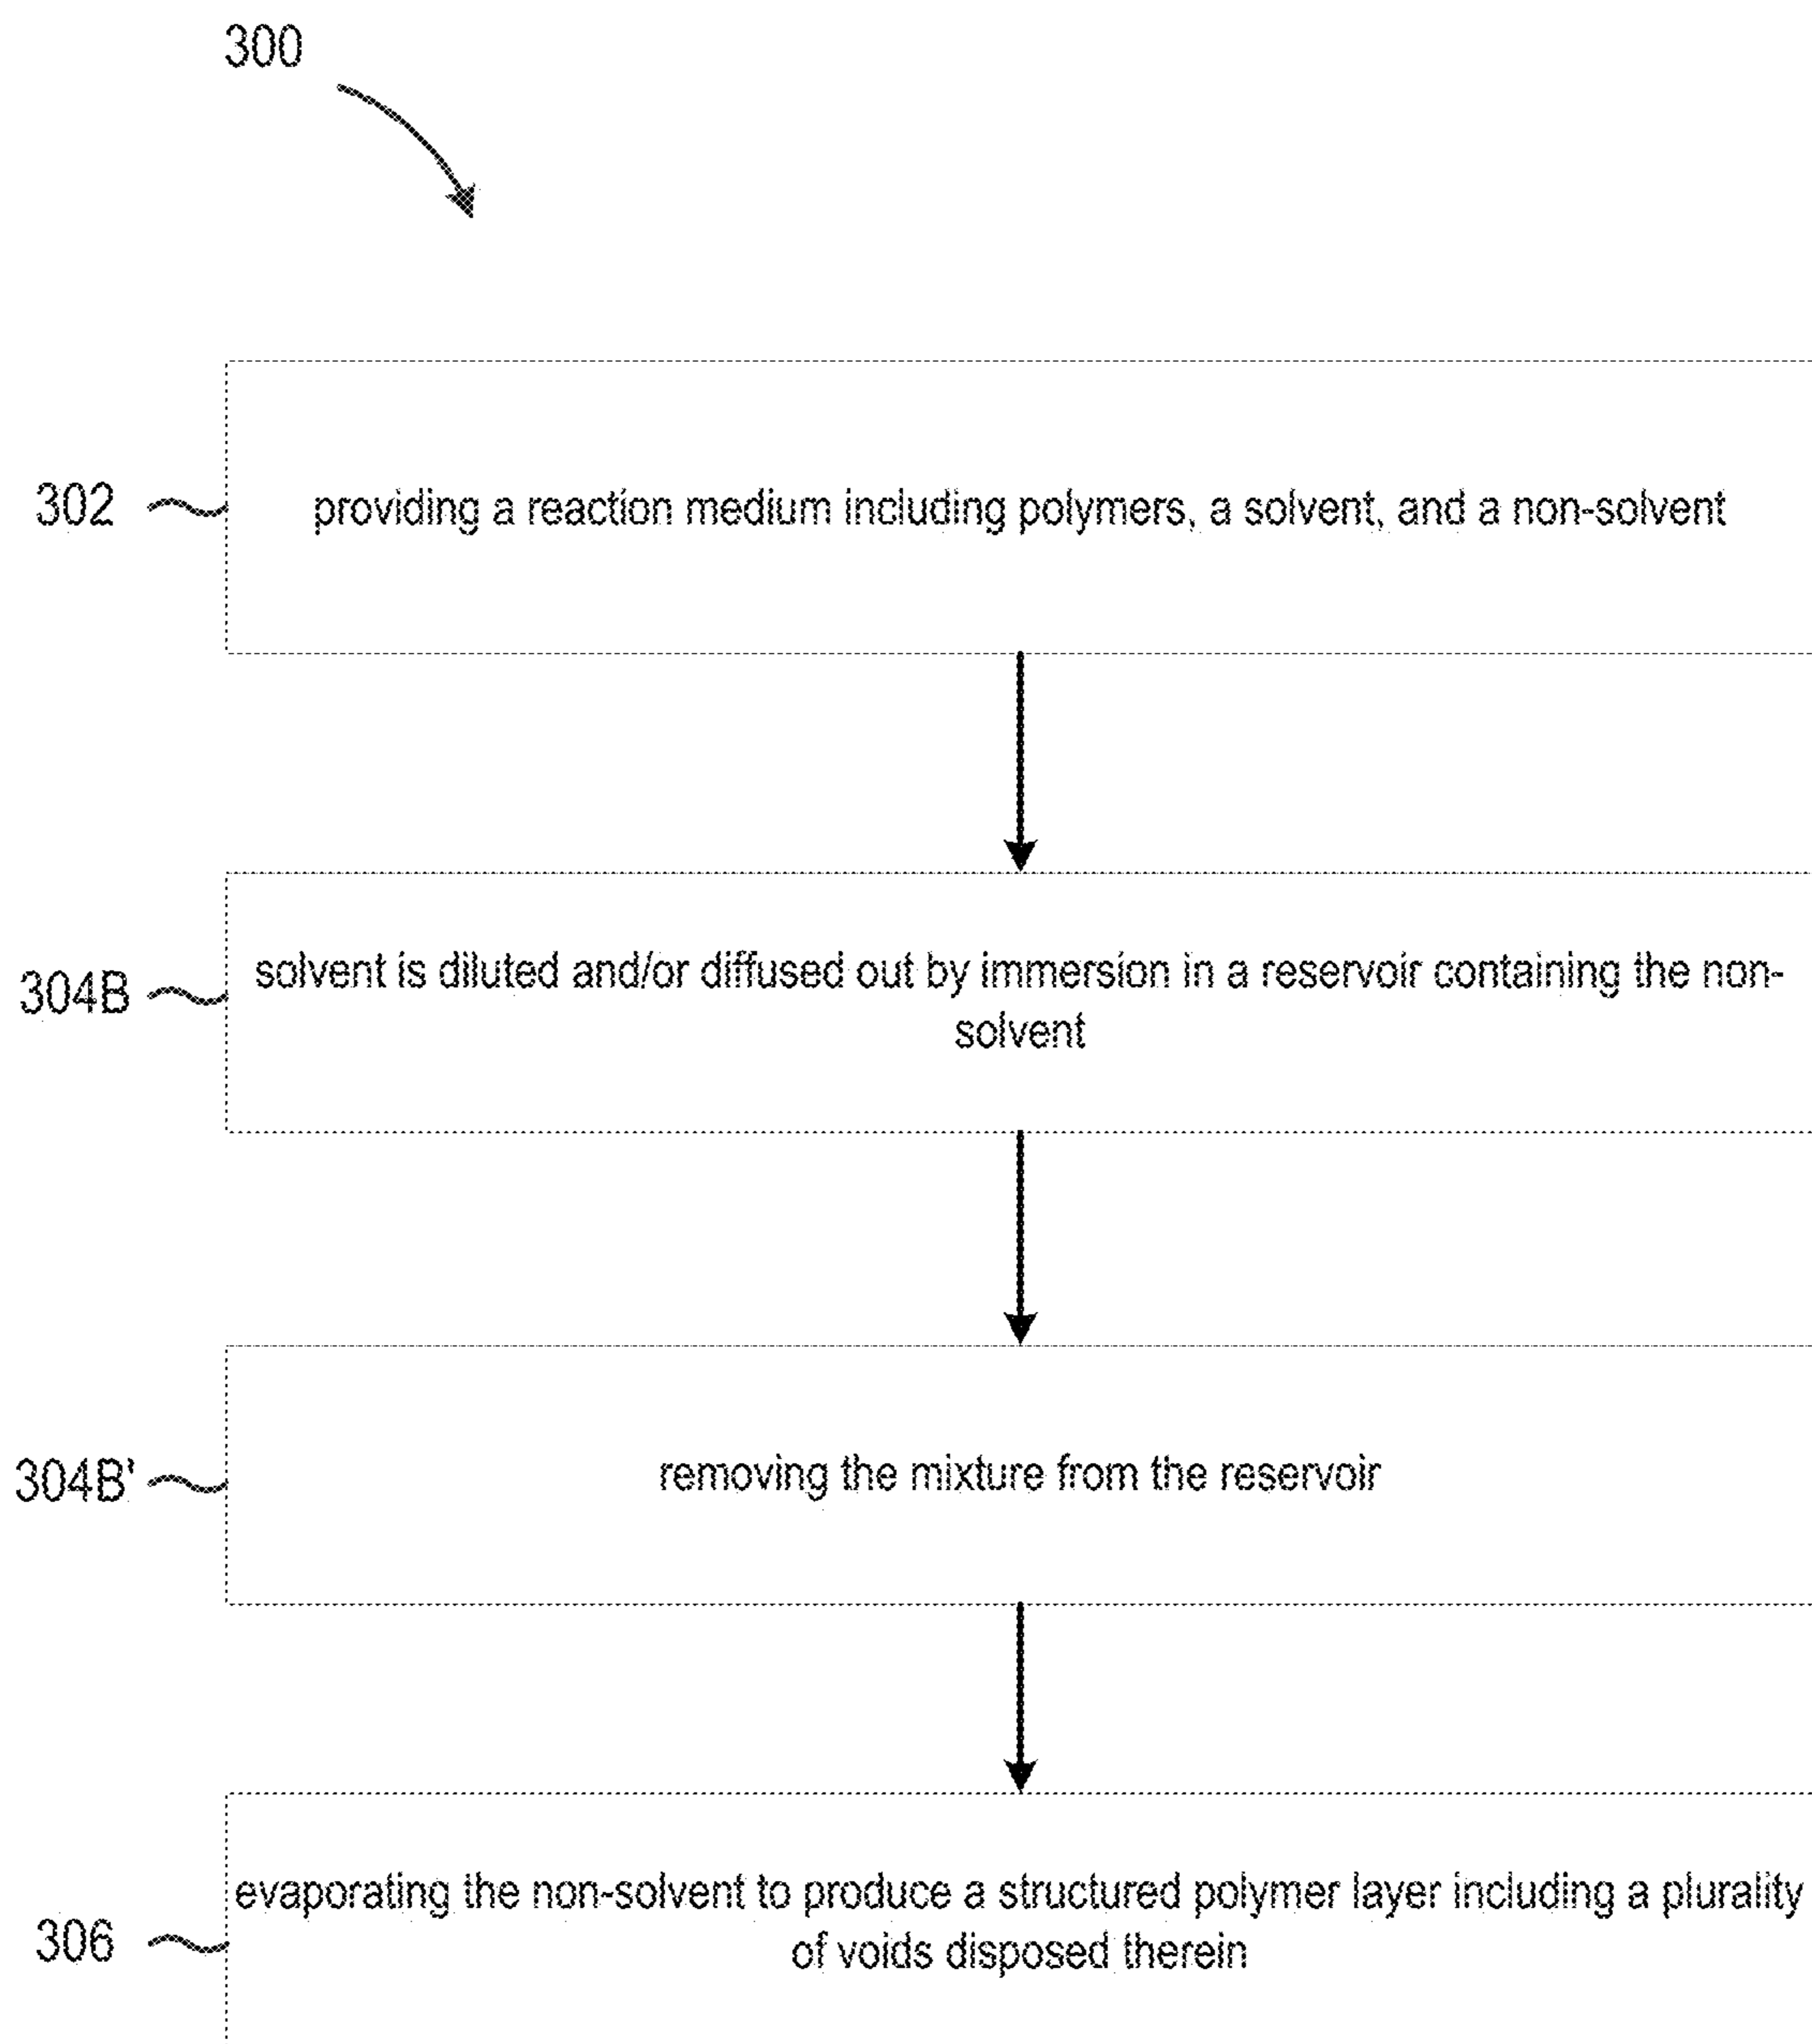 300
302
providing a reaction medium including polymers, a solvent, and a non-solvent
304B
solvent is diluted and/or diffused out by immersion in a reservoir containing the non-
solvent
304B'
removing the mixture from the reservoir
306
evaporating the non-solvent to produce a structured polymer layer including a plurality
of voids disposed therein